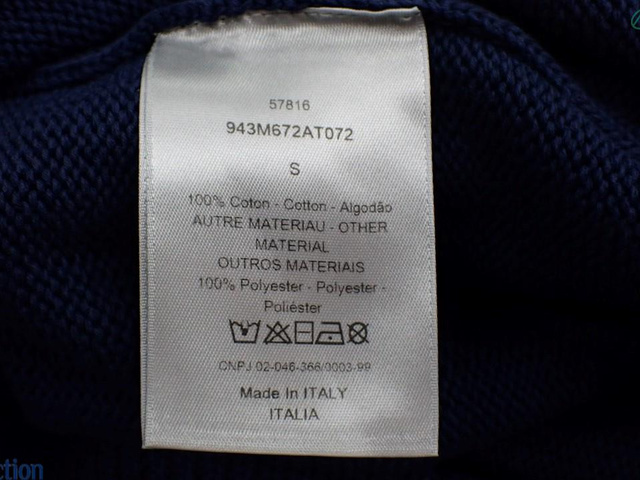 57816
943M672AT072
S
100% Coton - Cotton - Algodão
AUTRE MATERIAU - OTHER
MATERIAL
OUTROS MATERIAIS
100% Polyester - Polyester -
Poliéster
CNPJ 02-046-366/0003-99
Made In ITALY
ITALIA
ction